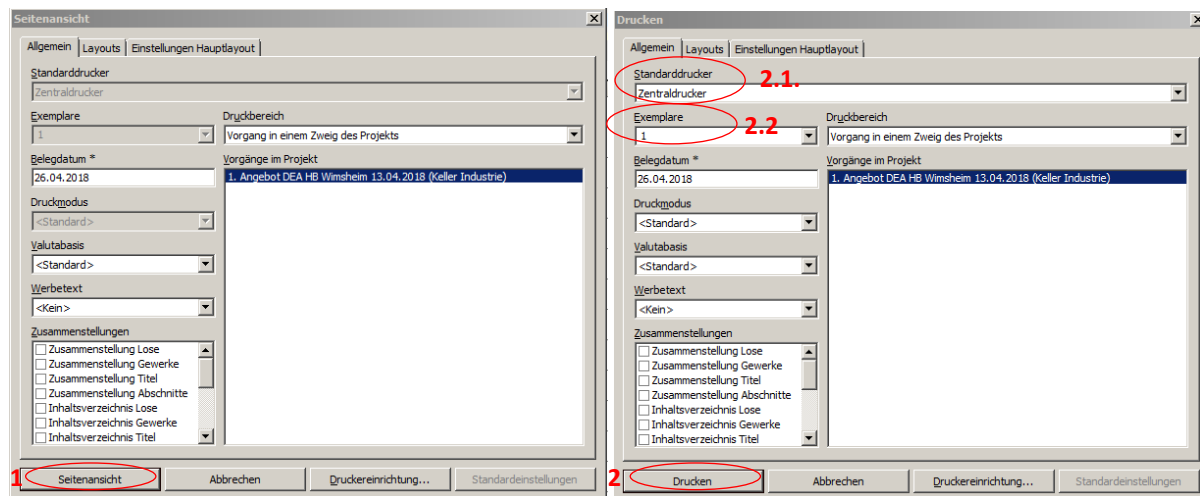 Seitenansicht
Allgemein Layouts Einstellungen Hauptlayout
Standarddrucker
Zentraldrucker
Exemplare Druckbereich
1 Vorgang in einem Zweig des Projekts
Belegdatum * Vorgänge im Projekt
26.04.2018 1. Angebot DEA HB Wimsheim 13.04.2018 (Keller Industrie)
Druckmodus
<Standard>
Valutabasis
<Standard>
Werbetext
<Kein>
Zusammenstellungen
Zusammenstellung Lose
Zusammenstellung Gewerke
Zusammenstellung Titel
Zusammenstellung Abschnitte
Inhaltsverzeichnis Lose
Inhaltsverzeichnis Gewerke
Inhaltsverzeichnis Titel
1 Seitenansicht Abbrechen Druckereinrichtung... Standardeinstellungen
Drucken
Allgemein Layouts Einstellungen Hauptlayout
Standarddrucker 2.1.
Zentraldrucker
Exemplare 2.2 Druckbereich
1 Vorgang in einem Zweig des Projekts
Belegdatum * Vorgänge im Projekt
26.04.2018 1. Angebot DEA HB Wimsheim 13.04.2018 (Keller Industrie)
Druckmodus
<Standard>
Valutabasis
<Standard>
Werbetext
<Kein>
Zusammenstellungen
Zusammenstellung Lose
Zusammenstellung Gewerke
Zusammenstellung Titel
Zusammenstellung Abschnitte
Inhaltsverzeichnis Lose
Inhaltsverzeichnis Gewerke
Inhaltsverzeichnis Titel
2 Drucken Abbrechen Druckereinrichtung... Standardeinstellungen